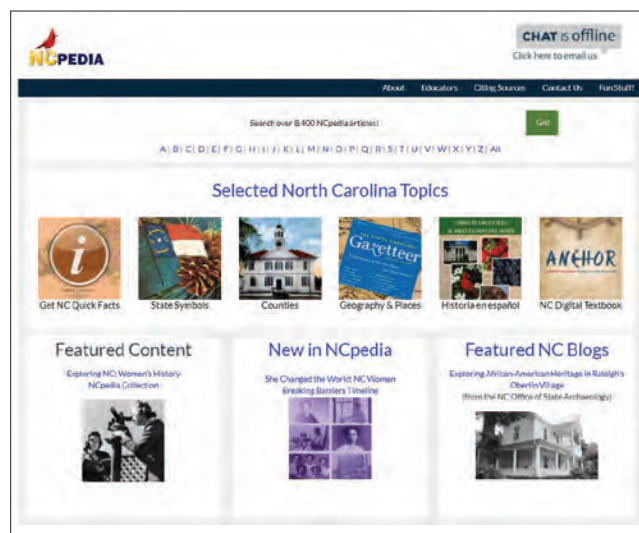 NCPEDIA
CHAT is offline
Click here to email us
About Educators Citing Sources Contact Us Fun Stuff!
Search over 8,400 NCpedia articles!
Go!
A | B | C | D | E | F | G | H | I | J | K | L | M | N | O | P | Q | R | S | T | U | V | W | X | Y | Z | All
Selected North Carolina Topics
i
Gazetteer
ANCHOR
Get NC Quick Facts
State Symbols
Counties
Geography & Places
Historia en español
NC Digital Textbook
Featured Content
Exploring NC Women's History
NCpedia Collection
New in NCpedia
She Changed the World: NC Women
Breaking Barriers Timeline
Featured NC Blogs
Exploring African American Heritage in Raleigh's
Oberlin Village
(from the NC Office of State Archaeology)